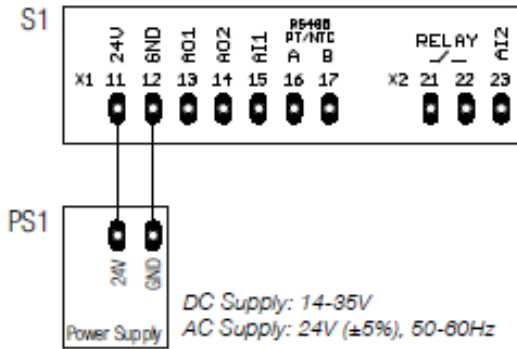 S1
24V GND AO1 AO2 AI1 RS485 PT/NTC A B RELAY AI2
X1 11 12 13 14 15 16 17 X2 21 22 23
PS1
24V GND
Power Supply
DC Supply: 14-35V
AC Supply: 24V (±5%), 50-60Hz